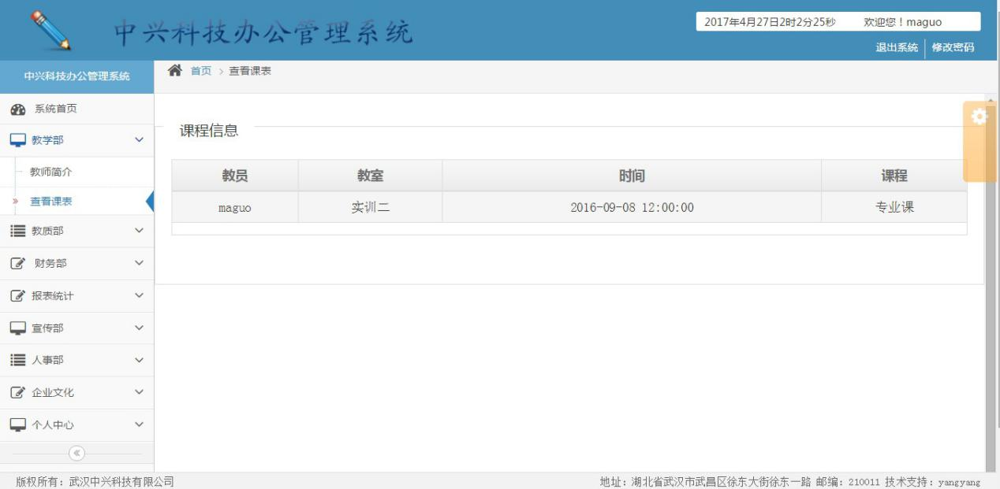 中兴科技办公管理系统
2017年4月27日2时2分25秒 欢迎您！maguo
退出系统 修改密码
中兴科技办公管理系统
首页 > 查看课表
系统首页
教学部
教师简介
» 查看课表
教质部
财务部
报表统计
宣传部
人事部
企业文化
个人中心
课程信息
教员 教室 时间 课程
maguo 实训二 2016-09-08 12:00:00 专业课
版权所有：武汉中兴科技有限公司
地址：湖北省武汉市武昌区徐东大街徐东一路 邮编：210011 技术支持：yangyang